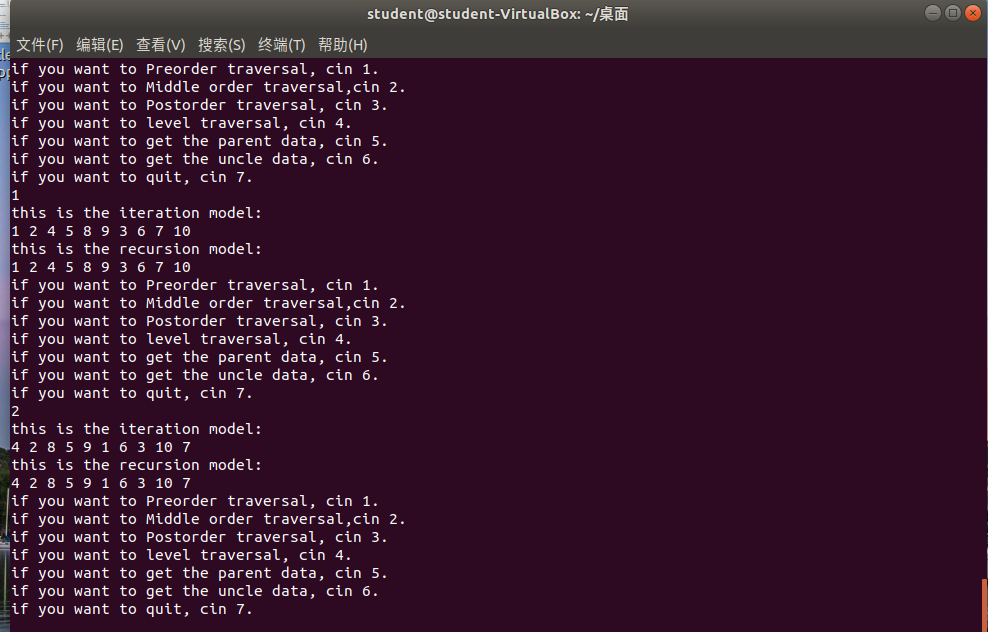 student@student-VirtualBox: ~/桌面
文件(F) 编辑(E) 查看(V) 搜索(S) 终端(T) 帮助(H)
if you want to Preorder traversal, cin 1.
if you want to Middle order traversal,cin 2.
if you want to Postorder traversal, cin 3.
if you want to level traversal, cin 4.
if you want to get the parent data, cin 5.
if you want to get the uncle data, cin 6.
if you want to quit, cin 7.
1
this is the iteration model:
1 2 4 5 8 9 3 6 7 10
this is the recursion model:
1 2 4 5 8 9 3 6 7 10
if you want to Preorder traversal, cin 1.
if you want to Middle order traversal,cin 2.
if you want to Postorder traversal, cin 3.
if you want to level traversal, cin 4.
if you want to get the parent data, cin 5.
if you want to get the uncle data, cin 6.
if you want to quit, cin 7.
2
this is the iteration model:
4 2 8 5 9 1 6 3 10 7
this is the recursion model:
4 2 8 5 9 1 6 3 10 7
if you want to Preorder traversal, cin 1.
if you want to Middle order traversal,cin 2.
if you want to Postorder traversal, cin 3.
if you want to level traversal, cin 4.
if you want to get the parent data, cin 5.
if you want to get the uncle data, cin 6.
if you want to quit, cin 7.